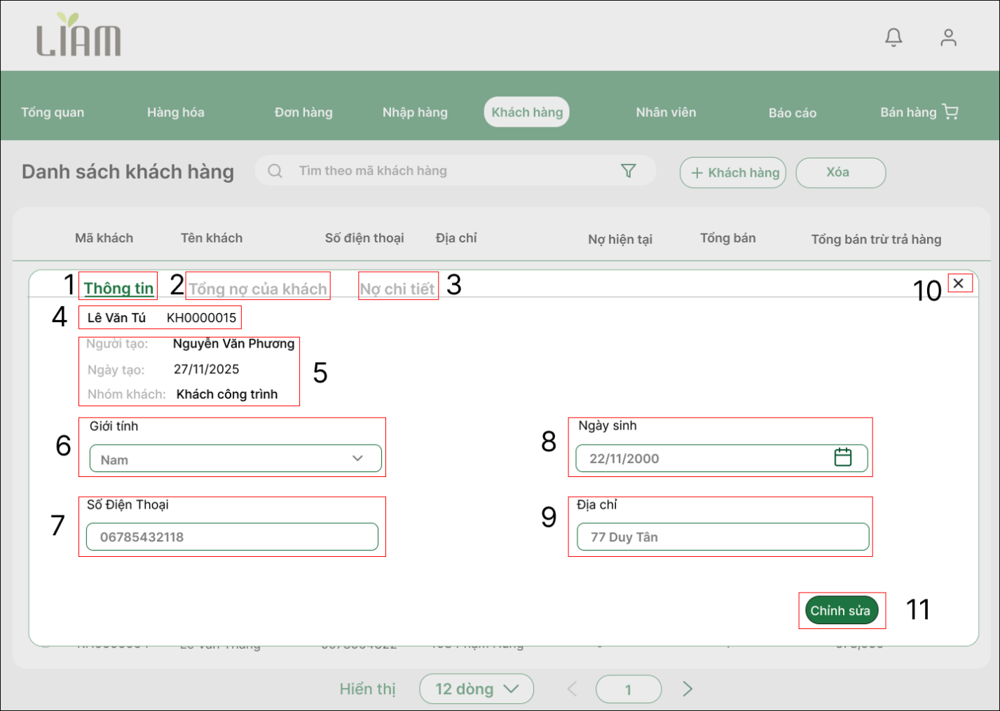 LIAM
Tổng quan Hàng hóa Đơn hàng Nhập hàng Khách hàng Nhân viên Báo cáo Bán hàng
Danh sách khách hàng Tìm theo mã khách hàng + Khách hàng Xóa
Mã khách Tên khách Số điện thoại Địa chỉ Nợ hiện tại Tổng bán Tổng bán trừ trả hàng
1 Thông tin 2 Tổng nợ của khách Nợ chi tiết 3 10
4 Lê Văn Tú KH0000015
Người tạo: Nguyễn Văn Phương
Ngày tạo: 27/11/2025 5
Nhóm khách: Khách công trình
Giới tính Ngày sinh
6 Nam 8 22/11/2000
Số Điện Thoại Địa chỉ
7 06785432118 9 77 Duy Tân
Chỉnh sửa 11
Hiển thị 12 dòng 1